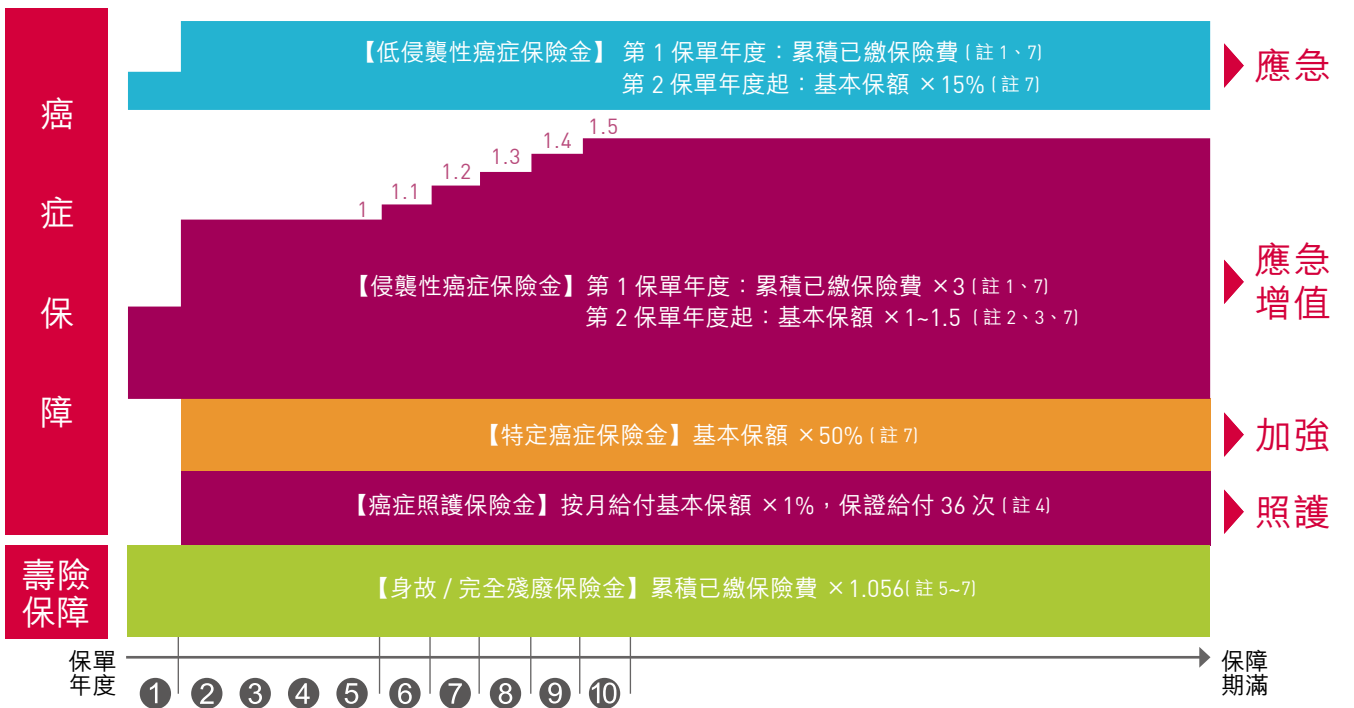 癌症保障
【低侵襲性癌症保險金】 第 1 保單年度：累積已繳保險費 (註 1、7)
第 2 保單年度起：基本保額 ×15% (註 7)
應急
1
1.1
1.2
1.3
1.4
1.5
【侵襲性癌症保險金】第 1 保單年度：累積已繳保險費 ×3 (註 1、7)
第 2 保單年度起：基本保額 ×1~1.5 (註 2、3、7)
應急
增值
【特定癌症保險金】基本保額 ×50% (註 7)
加強
【癌症照護保險金】按月給付基本保額 ×1%，保證給付 36 次 (註 4)
照護
壽險
保障
【身故 / 完全殘廢保險金】累積已繳保險費 ×1.056(註 5~7)
保單
年度
1 2 3 4 5 6 7 8 9 10
保障
期滿